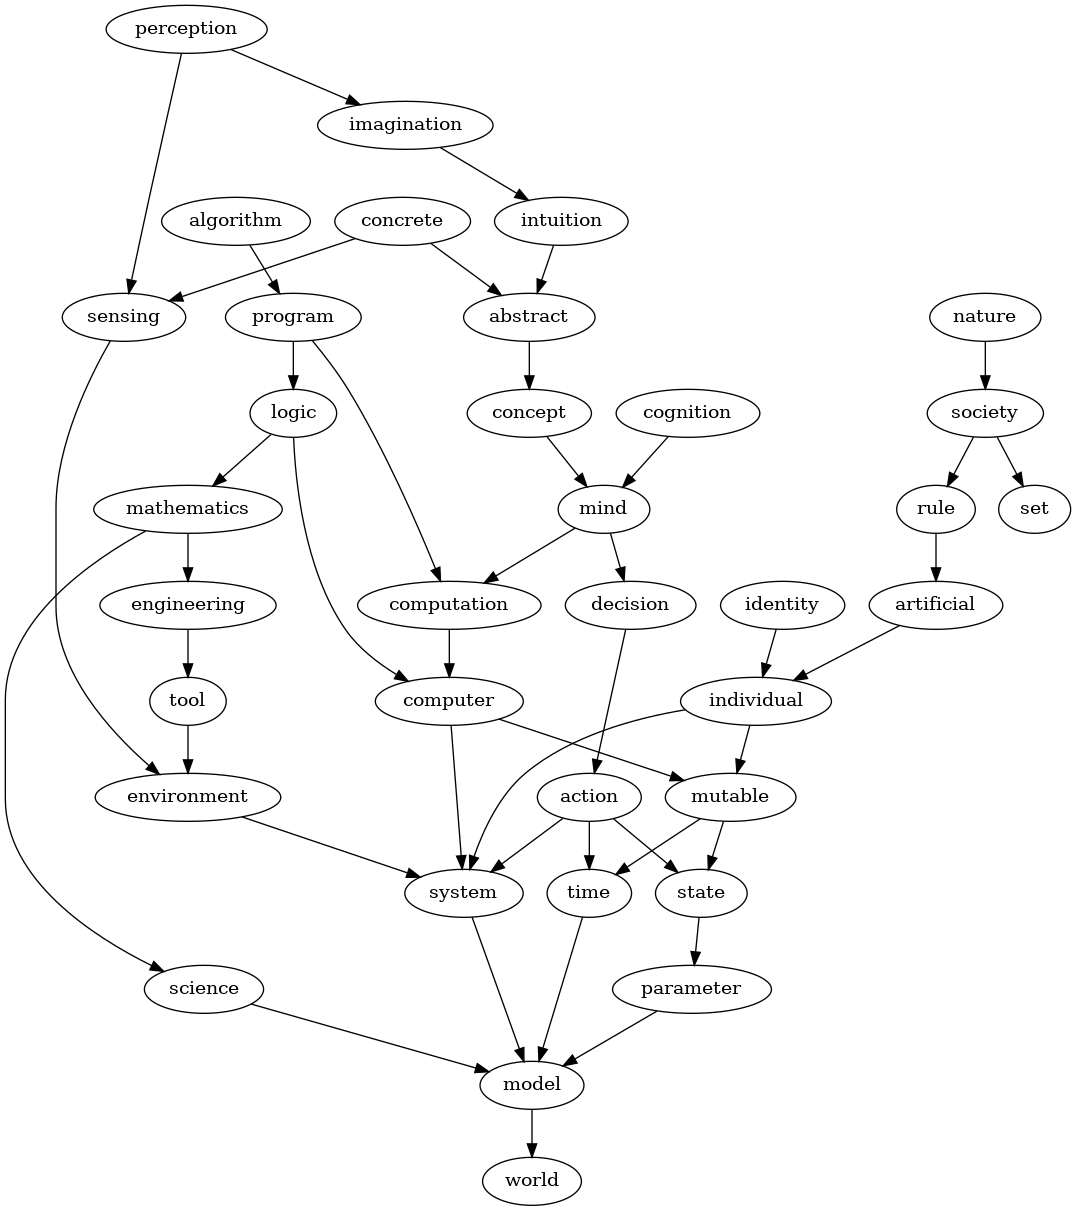 perception
imagination
algorithm
concrete
intuition
sensing
program
abstract
nature
logic
concept
cognition
society
mathematics
mind
rule
set
engineering
computation
decision
identity
artificial
tool
computer
individual
environment
action
mutable
system
time
state
science
parameter
model
world